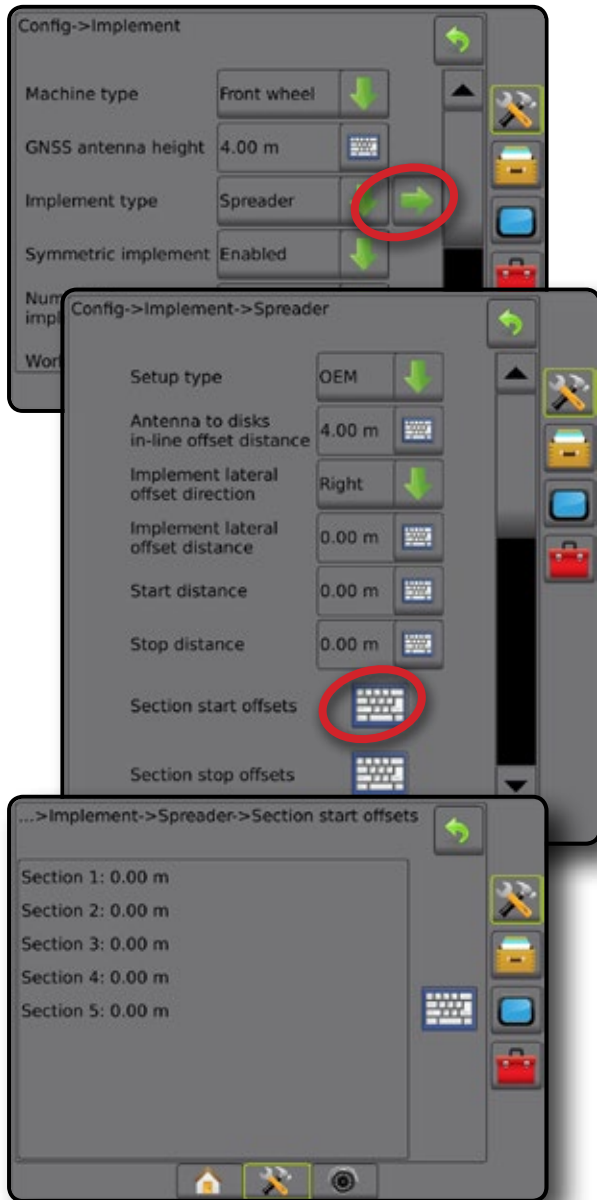 Config->Implement
Machine type Front wheel
GNSS antenna height 4.00 m
Implement type Spreader
Symmetric implement Enabled
Config->Implement->Spreader
Setup type OEM
Antenna to disks
in-line offset distance 4.00 m
Implement lateral
offset direction Right
Implement lateral
offset distance 0.00 m
Start distance 0.00 m
Stop distance 0.00 m
Section start offsets
Section stop offsets
...>Implement->Spreader->Section start offsets
Section 1: 0.00 m
Section 2: 0.00 m
Section 3: 0.00 m
Section 4: 0.00 m
Section 5: 0.00 m